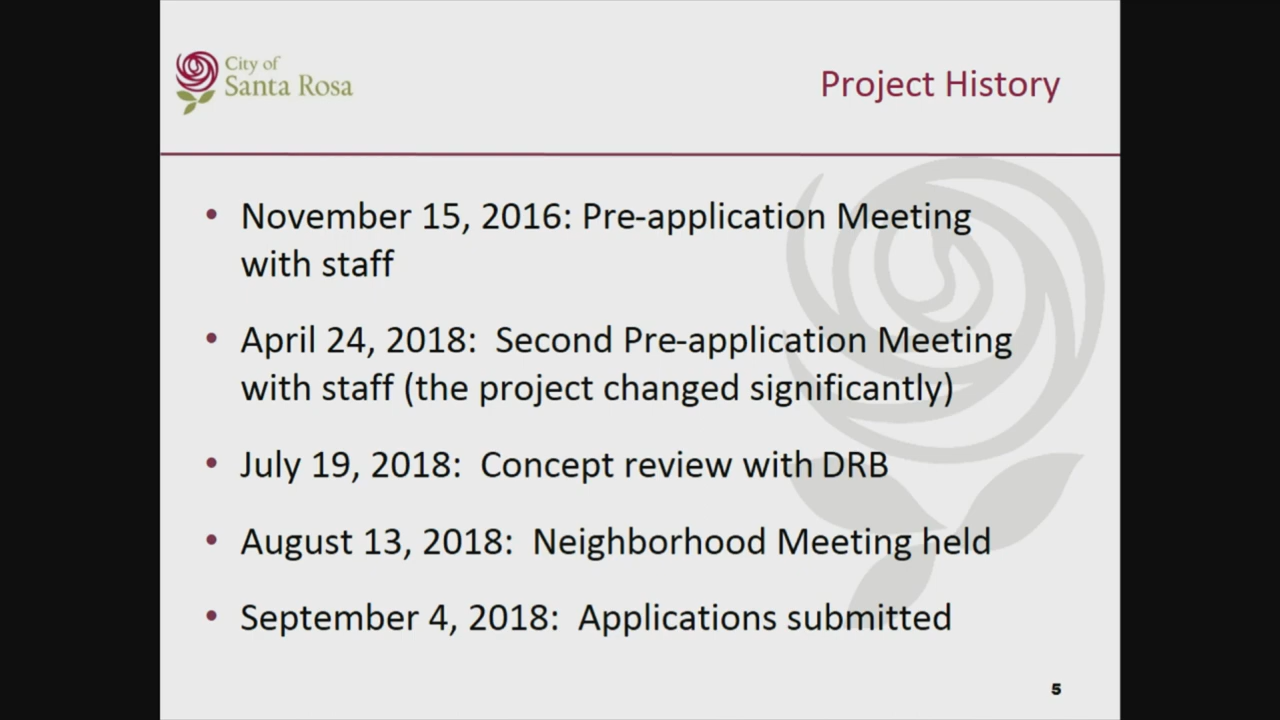 City of
Santa Rosa
Project History
• November 15, 2016: Pre-application Meeting
with staff
• April 24, 2018:  Second Pre-application Meeting
with staff (the project changed significantly)
• July 19, 2018:  Concept review with DRB
• August 13, 2018:  Neighborhood Meeting held
• September 4, 2018:  Applications submitted
5